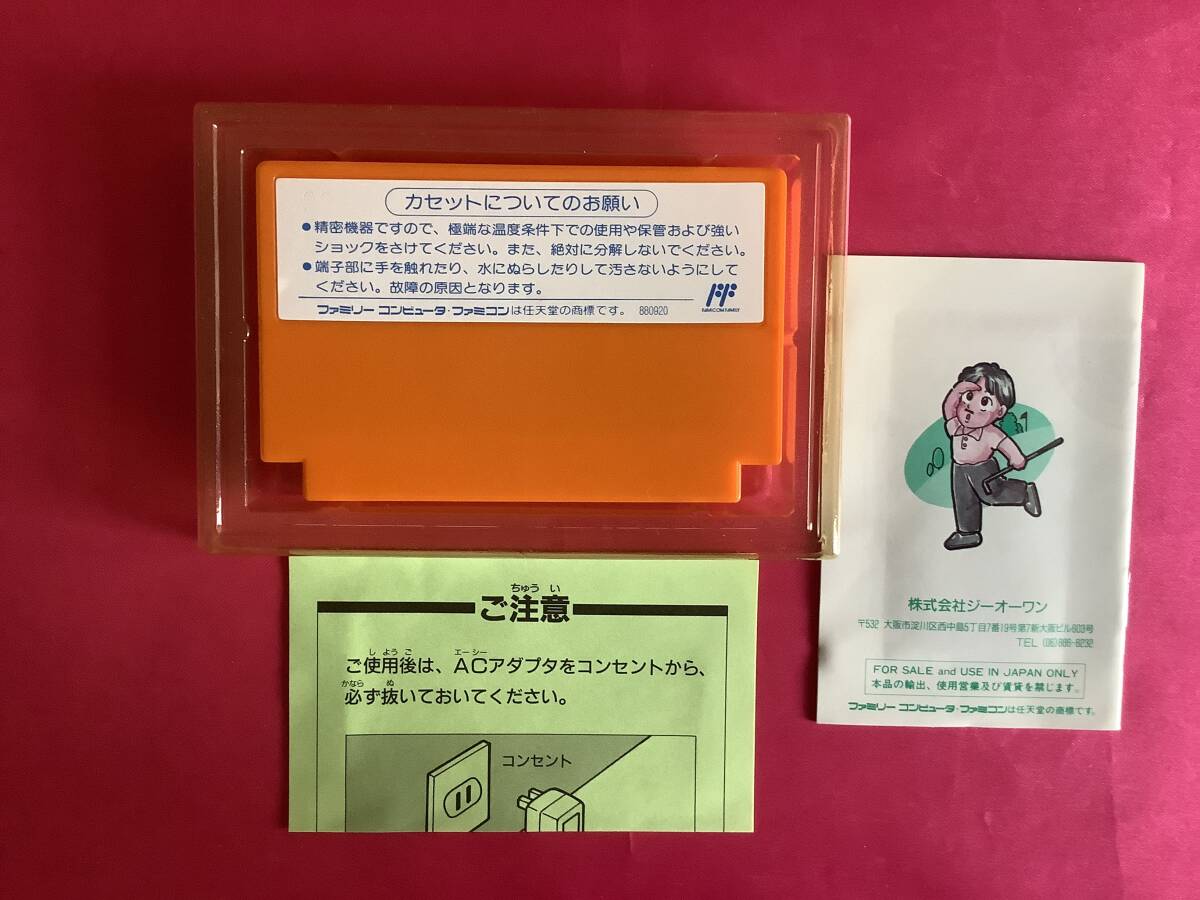 カセットについてのお願い
●精密機器ですので、極端な温度条件下での使用や保管および強い
ショックをさけてください。また、絶対に分解しないでください。
●端子部に手を触れたり、水にぬらしたりして汚さないようにして
ください。故障の原因となります。
ファミリー コンピュータ・ファミコンは任天堂の商標です。 880920
FAMICOM FAMILY
ちゅう い
ご注意
し よう ご エーシー
ご使用後は、ACアダプタをコンセントから、
かなら ぬ
必ず抜いておいてください。
コンセント
株式会社ジーオーワン
〒532 大阪市淀川区西中島5丁目7番19号第7新大阪ビル603号
TEL (06)886-8232
FOR SALE and USE IN JAPAN ONLY
本品の輸出、使用営業及び賃貸を禁じます。
ファミリー コンピュータ・ファミコンは任天堂の商標です。